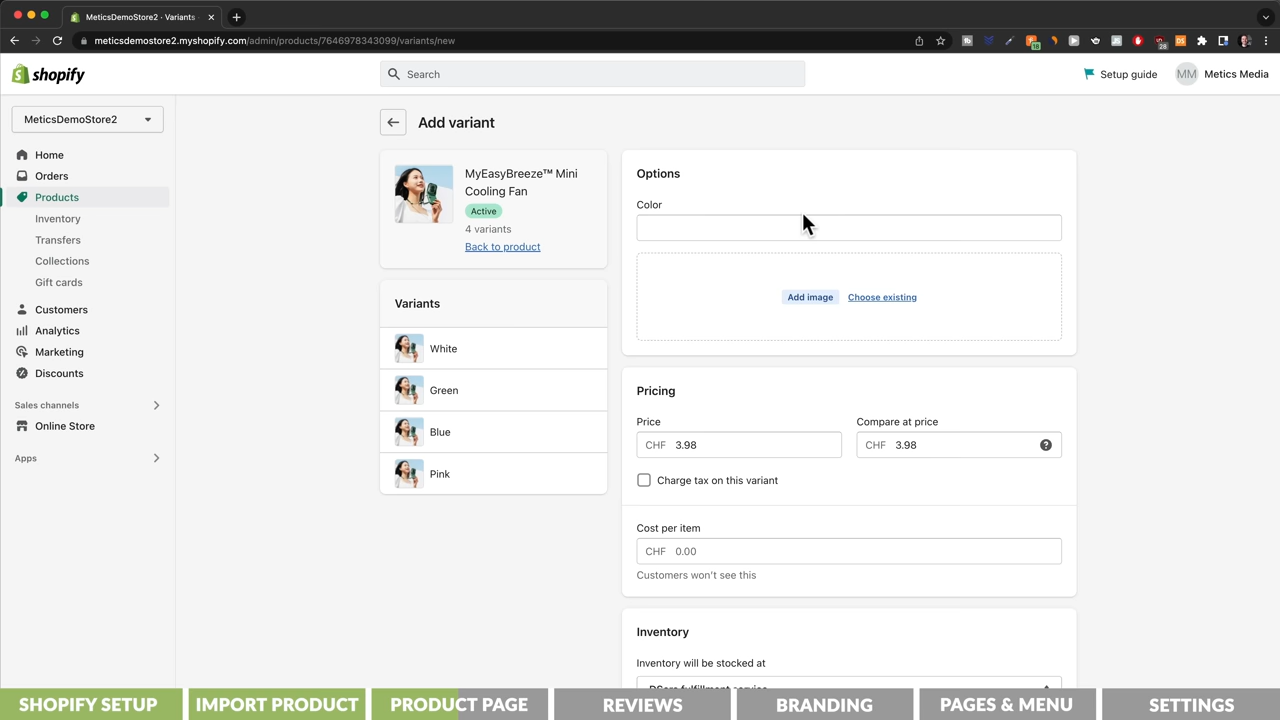 MeticsDemoStore2 · Variants
meticsdemostore2.myshopify.com/admin/products/7646978343099/variants/new
18
28
shopify
Search
Setup guide
MM
Metics Media
MeticsDemoStore2
Home
Orders
Products
Inventory
Transfers
Collections
Gift cards
Customers
Analytics
Marketing
Discounts
Sales channels
Online Store
Apps
Add variant
MyEasyBreeze™ Mini
Cooling Fan
Active
4 variants
Back to product
Variants
White
Green
Blue
Pink
Options
Color
Add image Choose existing
Pricing
Price Compare at price
CHF 3.98 CHF 3.98
Charge tax on this variant
Cost per item
CHF 0.00
Customers won't see this
Inventory
Inventory will be stocked at
DSers fulfillment service
SHOPIFY SETUP IMPORT PRODUCT PRODUCT PAGE REVIEWS BRANDING PAGES & MENU SETTINGS